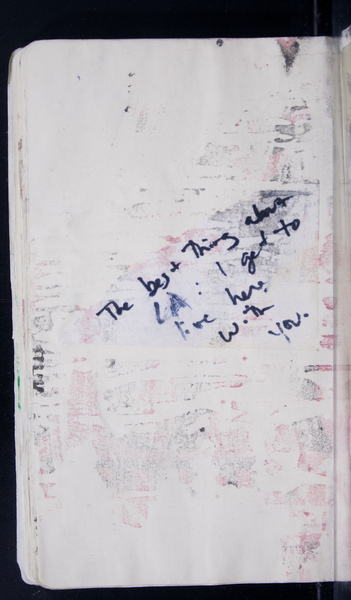 The best thing about
LA: I get to
live here
with
you.